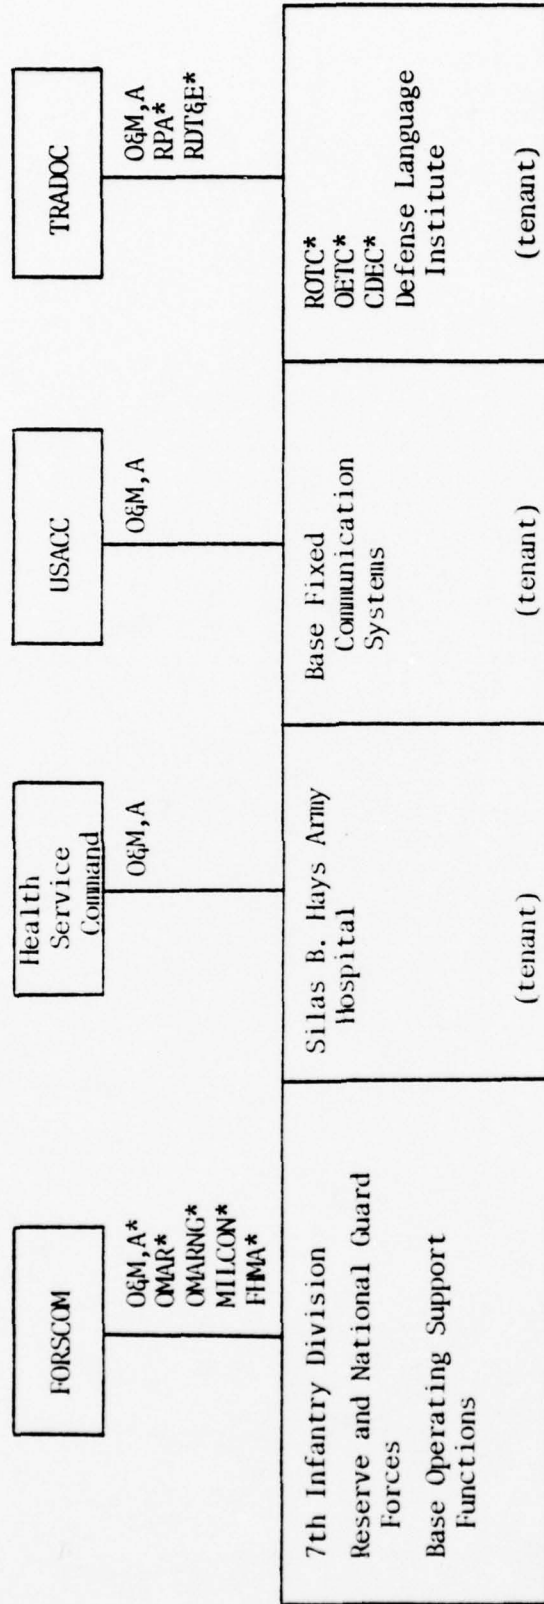 FORSCOM
O&M,A*
OMAR*
OMARNG*
MILCON*
FHMA*
7th Infantry Division
Reserve and National Guard
Forces
Base Operating Support
Functions
Health
Service
Command
O&M,A
Silas B. Hays Army
Hospital
(tenant)
USACC
O&M,A
Base Fixed
Communication
Systems
(tenant)
TRADOC
O&M,A
RPA*
RDT&E*
ROTC*
OETC*
CDEC*
Defense Language
Institute
(tenant)